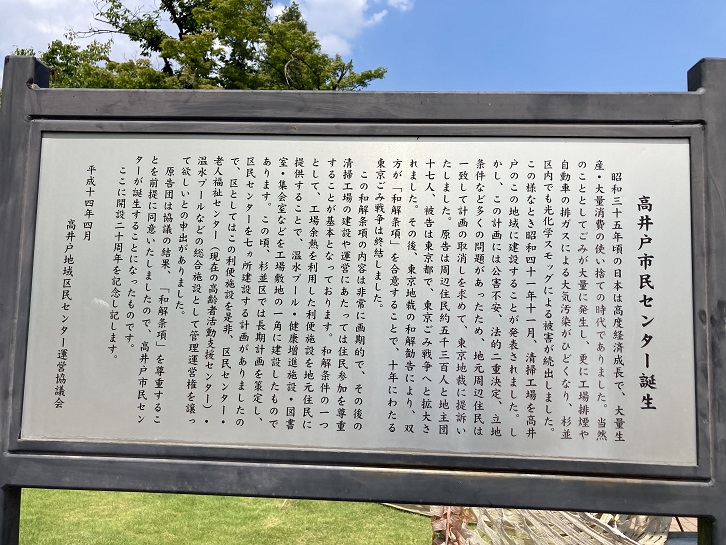 高井戸市民センター誕生
昭和三十五年頃の日本は高度経済成長で、大量生
産・大量消費の使い捨ての時代でありました。当然
のこととしてごみが大量に発生し、更に工場排煙や
自動車の排ガスによる大気汚染がひどくなり、杉並
区内でも光化学スモッグによる被害が続出しました。
この様なとき昭和四十一年十一月、清掃工場を高井
戸のこの地域に建設することが発表されました。し
かし、この計画には公害不安、法的二重決定、立地
条件など多くの問題があったため、地元周辺住民は
一致して計画の取消しを求めて、東京地裁に提訴い
たしました。原告は周辺住民約五千三百人と地主団
十七人、被告は東京都で、東京ごみ戦争へと拡大さ
れました。その後、東京地裁の和解勧告により、双
方が「和解条項」を合意することで、十年にわたる
東京ごみ戦争は終結しました。
この和解条項の内容は非常に画期的で、その後の
清掃工場の建設や運営にあたっては住民参加を尊重
することが基本となっております。和解条件の一つ
として、工場余熱を利用した利便施設を地元住民に
提供することで、温水プール・健康増進施設・図書
室・集会室などを工場敷地の一角に建設したもので
あります。この頃、杉並区では長期計画を策定し、
区民センターを七ヵ所建設する計画がありましたの
で、区としてはこの利便施設を是非、区民センター・
老人福祉センター（現在の高齢者活動支援センター）・
温水プールなどの総合施設として管理運営権を譲っ
て欲しいとの申出がありました。
原告団は協議の結果、「和解条項」を尊重するこ
とを前提に同意いたしましたので、高井戸市民セン
ターが誕生することになったものです。
ここに開設二十周年を記念し記します。
平成十四年四月
高井戸地域区民センター運営協議会